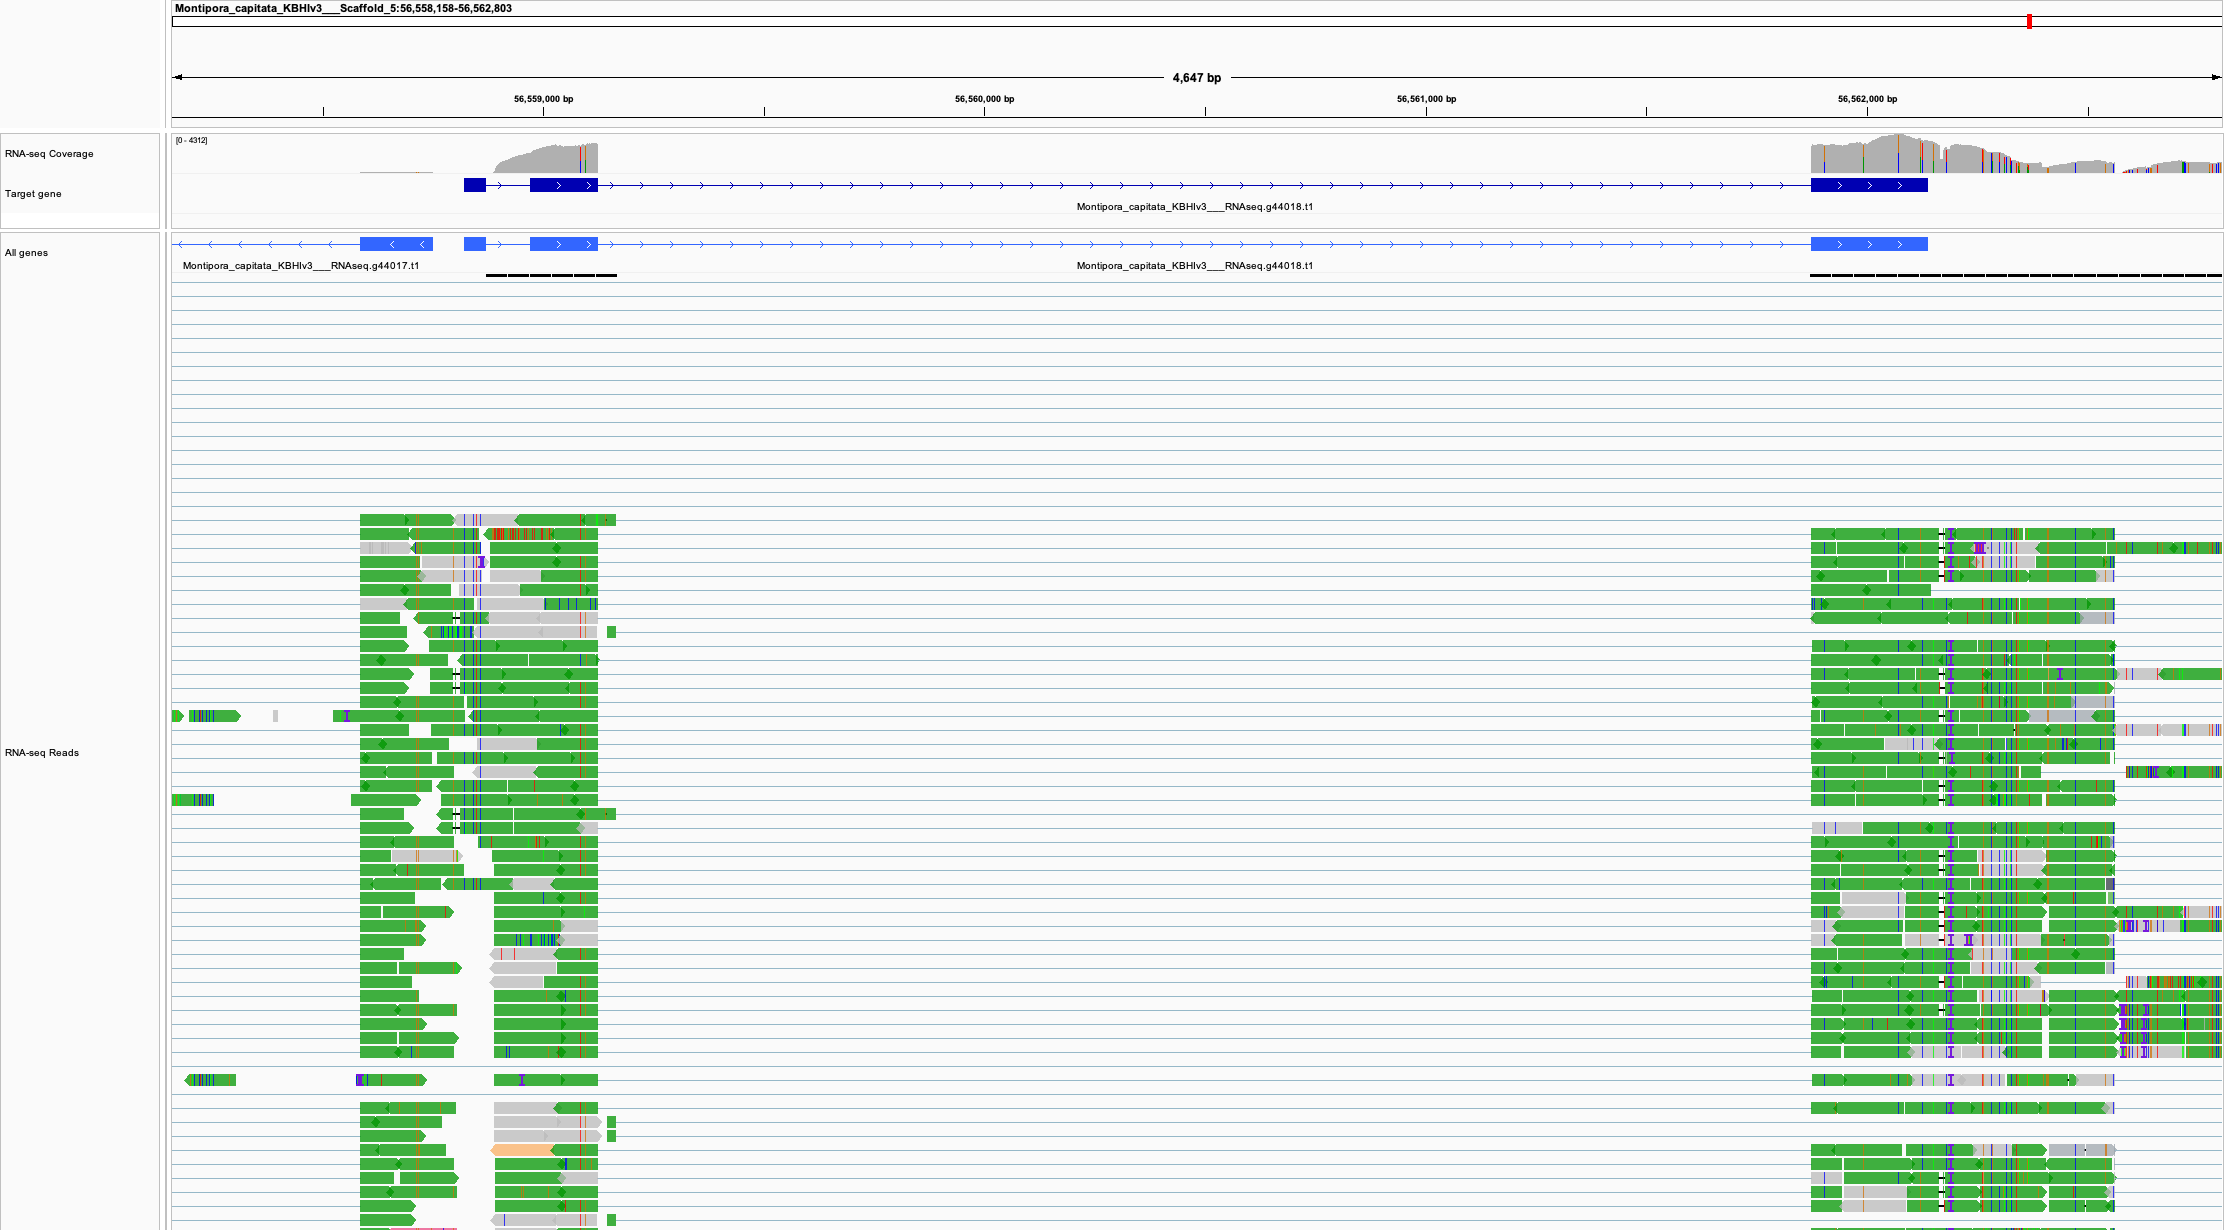 Montipora_capitata_KBHIv3___Scaffold_5:56,558,158-56,562,803
4,647 bp
56,559,000 bp 56,560,000 bp 56,561,000 bp 56,562,000 bp
[0 - 4312]
RNA-seq Coverage
Target gene
Montipora_capitata_KBHIv3___RNAseq.g44018.t1
All genes
Montipora_capitata_KBHIv3___RNAseq.g44017.t1 Montipora_capitata_KBHIv3___RNAseq.g44018.t1
RNA-seq Reads